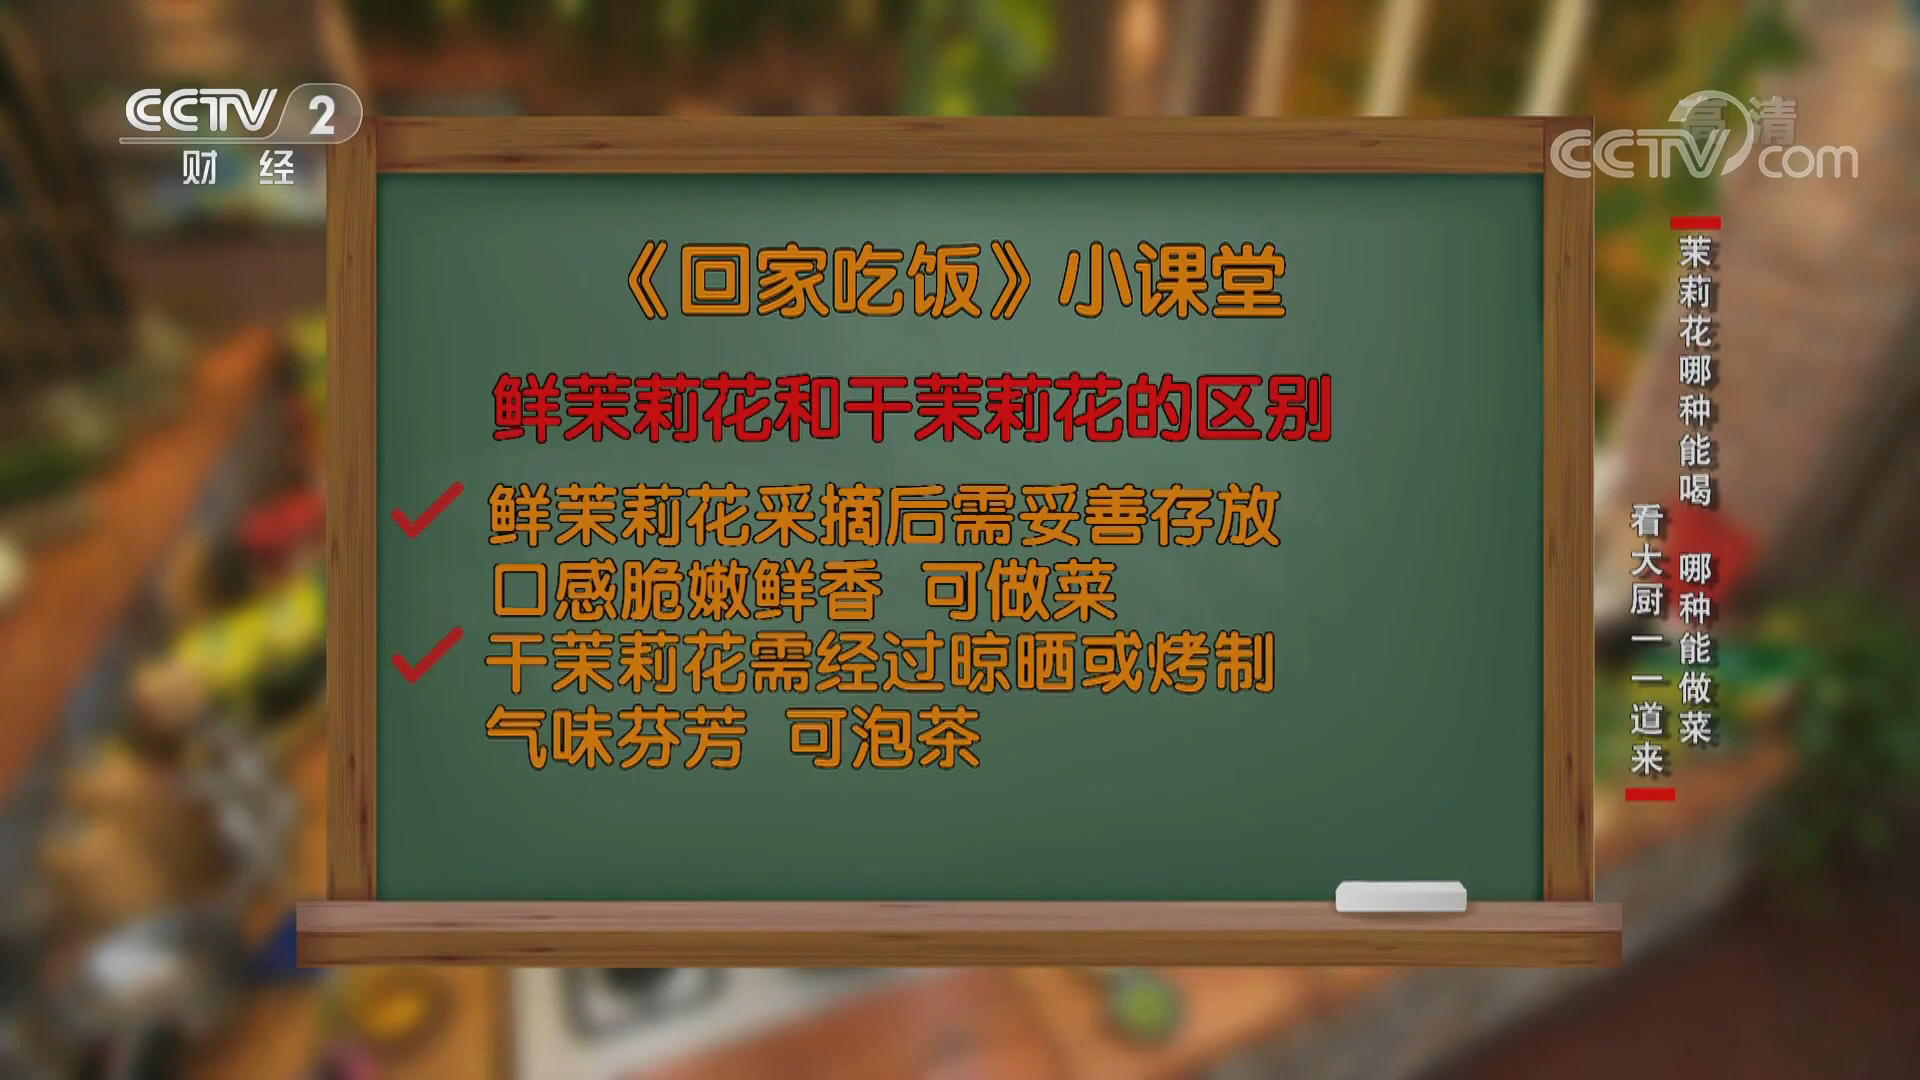 CCTV 2
财 经
高清
CCTV com
《回家吃饭》小课堂
鲜茉莉花和干茉莉花的区别
鲜茉莉花采摘后需妥善存放
口感脆嫩鲜香 可做菜
干茉莉花需经过晾晒或烤制
气味芬芳 可泡茶
茉莉花哪种能喝 哪种能做菜
看大厨一一道来